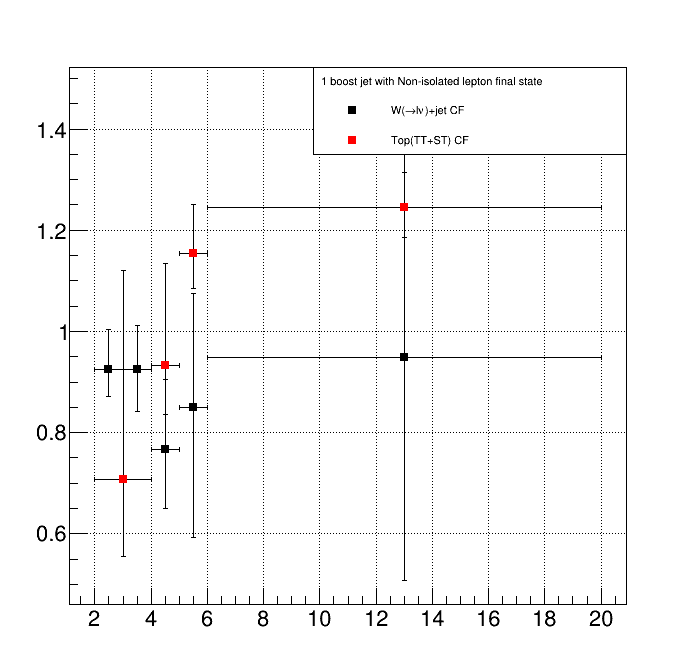 1 boost jet with Non-isolated lepton final state
W(→lν)+jet CF
Top(TT+ST) CF
1.4
1.2
1
0.8
0.6
2 4 6 8 10 12 14 16 18 20